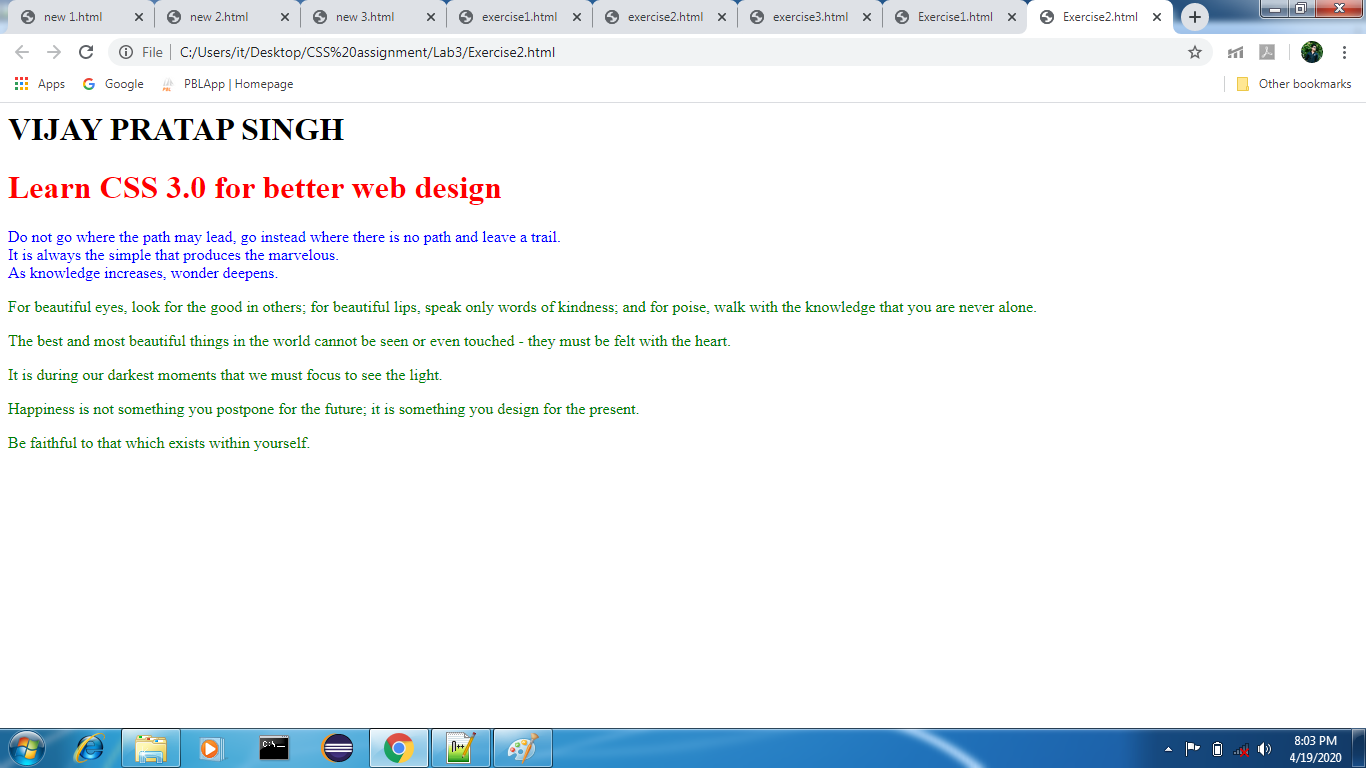 new 1.html
new 2.html
new 3.html
exercise1.html
exercise2.html
exercise3.html
Exercise1.html
Exercise2.html
File C:/Users/it/Desktop/CSS%20assignment/Lab3/Exercise2.html
Apps Google PBLApp | Homepage Other bookmarks
VIJAY PRATAP SINGH
Learn CSS 3.0 for better web design
Do not go where the path may lead, go instead where there is no path and leave a trail.
It is always the simple that produces the marvelous.
As knowledge increases, wonder deepens.
For beautiful eyes, look for the good in others; for beautiful lips, speak only words of kindness; and for poise, walk with the knowledge that you are never alone.
The best and most beautiful things in the world cannot be seen or even touched - they must be felt with the heart.
It is during our darkest moments that we must focus to see the light.
Happiness is not something you postpone for the future; it is something you design for the present.
Be faithful to that which exists within yourself.
8:03 PM
4/19/2020